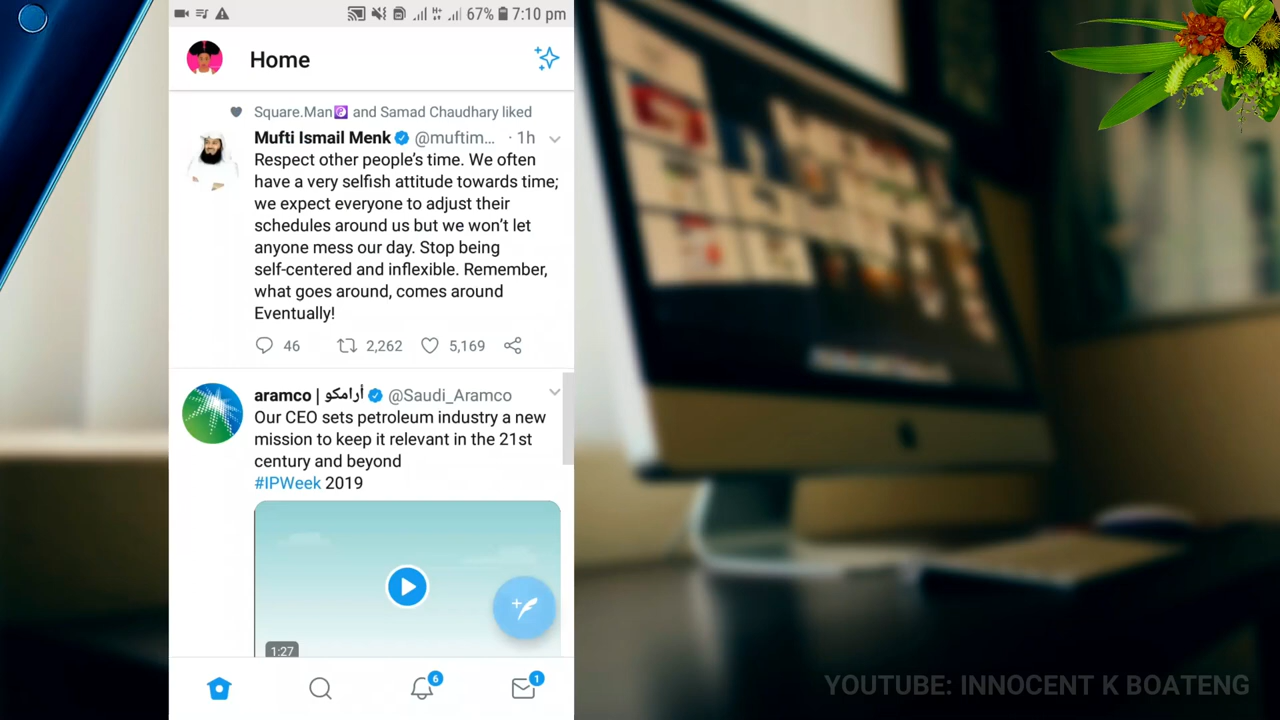 67% 7:10 pm
Home
Square.Man and Samad Chaudhary liked
Mufti Ismail Menk @muftim... · 1h
Respect other people's time. We often
have a very selfish attitude towards time;
we expect everyone to adjust their
schedules around us but we won't let
anyone mess our day. Stop being
self-centered and inflexible. Remember,
what goes around, comes around
Eventually!
46 2,262 5,169
aramco | أرامكو @Saudi_Aramco
Our CEO sets petroleum industry a new
mission to keep it relevant in the 21st
century and beyond
#IPWeek 2019
1:27
6 1
YOUTUBE: INNOCENT K BOATENG